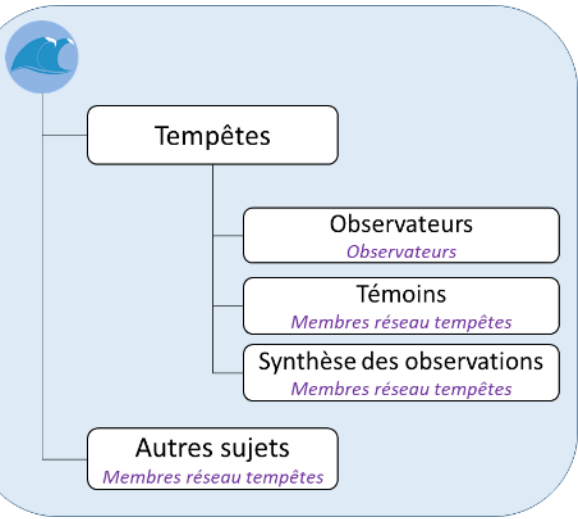 Tempêtes
Observateurs
Observateurs
Témoins
Membres réseau tempêtes
Synthèse des observations
Membres réseau tempêtes
Autres sujets
Membres réseau tempêtes